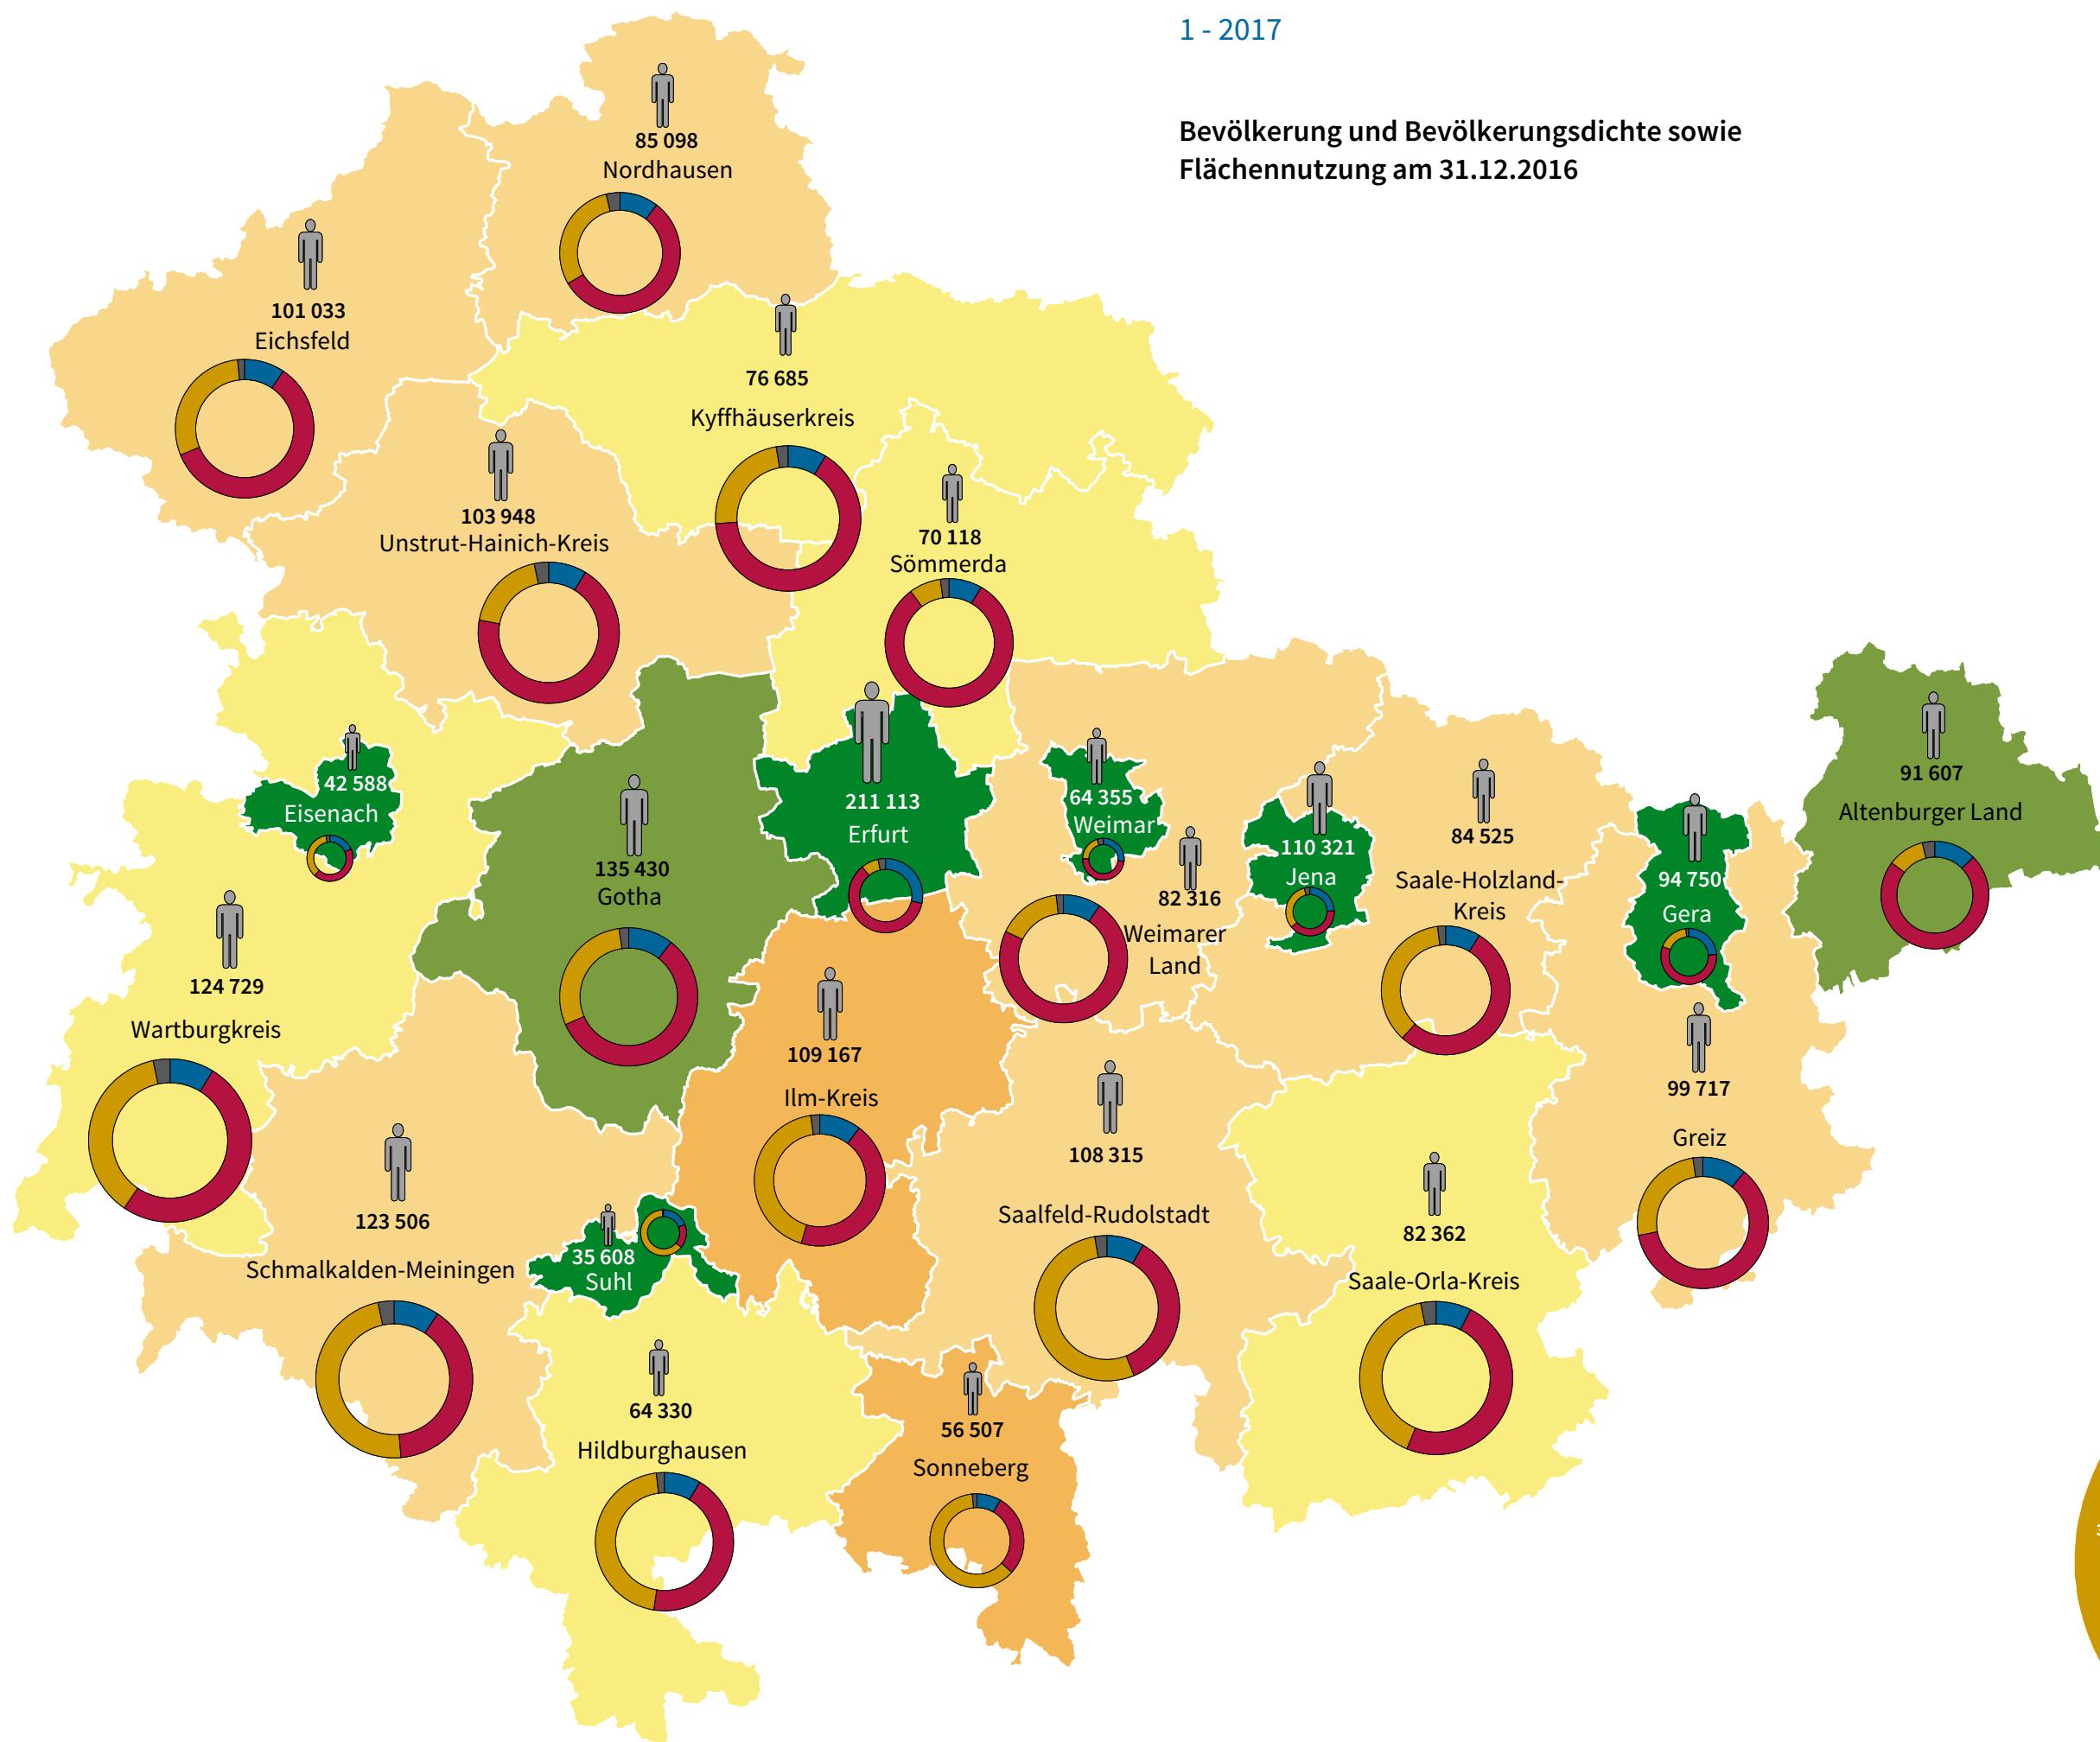 1 - 2017
Bevölkerung und Bevölkerungsdichte sowie
Flächennutzung am 31.12.2016
85 098
Nordhausen
101 033
Eichsfeld
76 685
Kyffhäuserkreis
103 948
Unstrut-Hainich-Kreis
70 118
Sömmerda
42 588
Eisenach
135 430
Gotha
211 113
Erfurt
64 355
Weimar
82 316
Weimarer
Land
110 321
Jena
84 525
Saale-Holzland-
Kreis
94 750
Gera
91 607
Altenburger Land
124 729
Wartburgkreis
109 167
Ilm-Kreis
99 717
Greiz
108 315
Saalfeld-Rudolstadt
123 506
Schmalkalden-Meiningen
35 608
Suhl
82 362
Saale-Orla-Kreis
64 330
Hildburghausen
56 507
Sonneberg